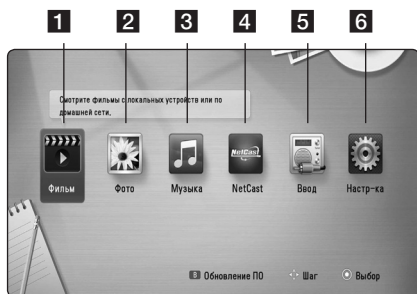 1 2 3 4 5 6
Смотрите фильмы с локальных устройств или по
домашней сети.
NetCast
Фильм Фото Музыка NetCast Ввод Настр-ка
B Обновление ПО Шаг Выбор